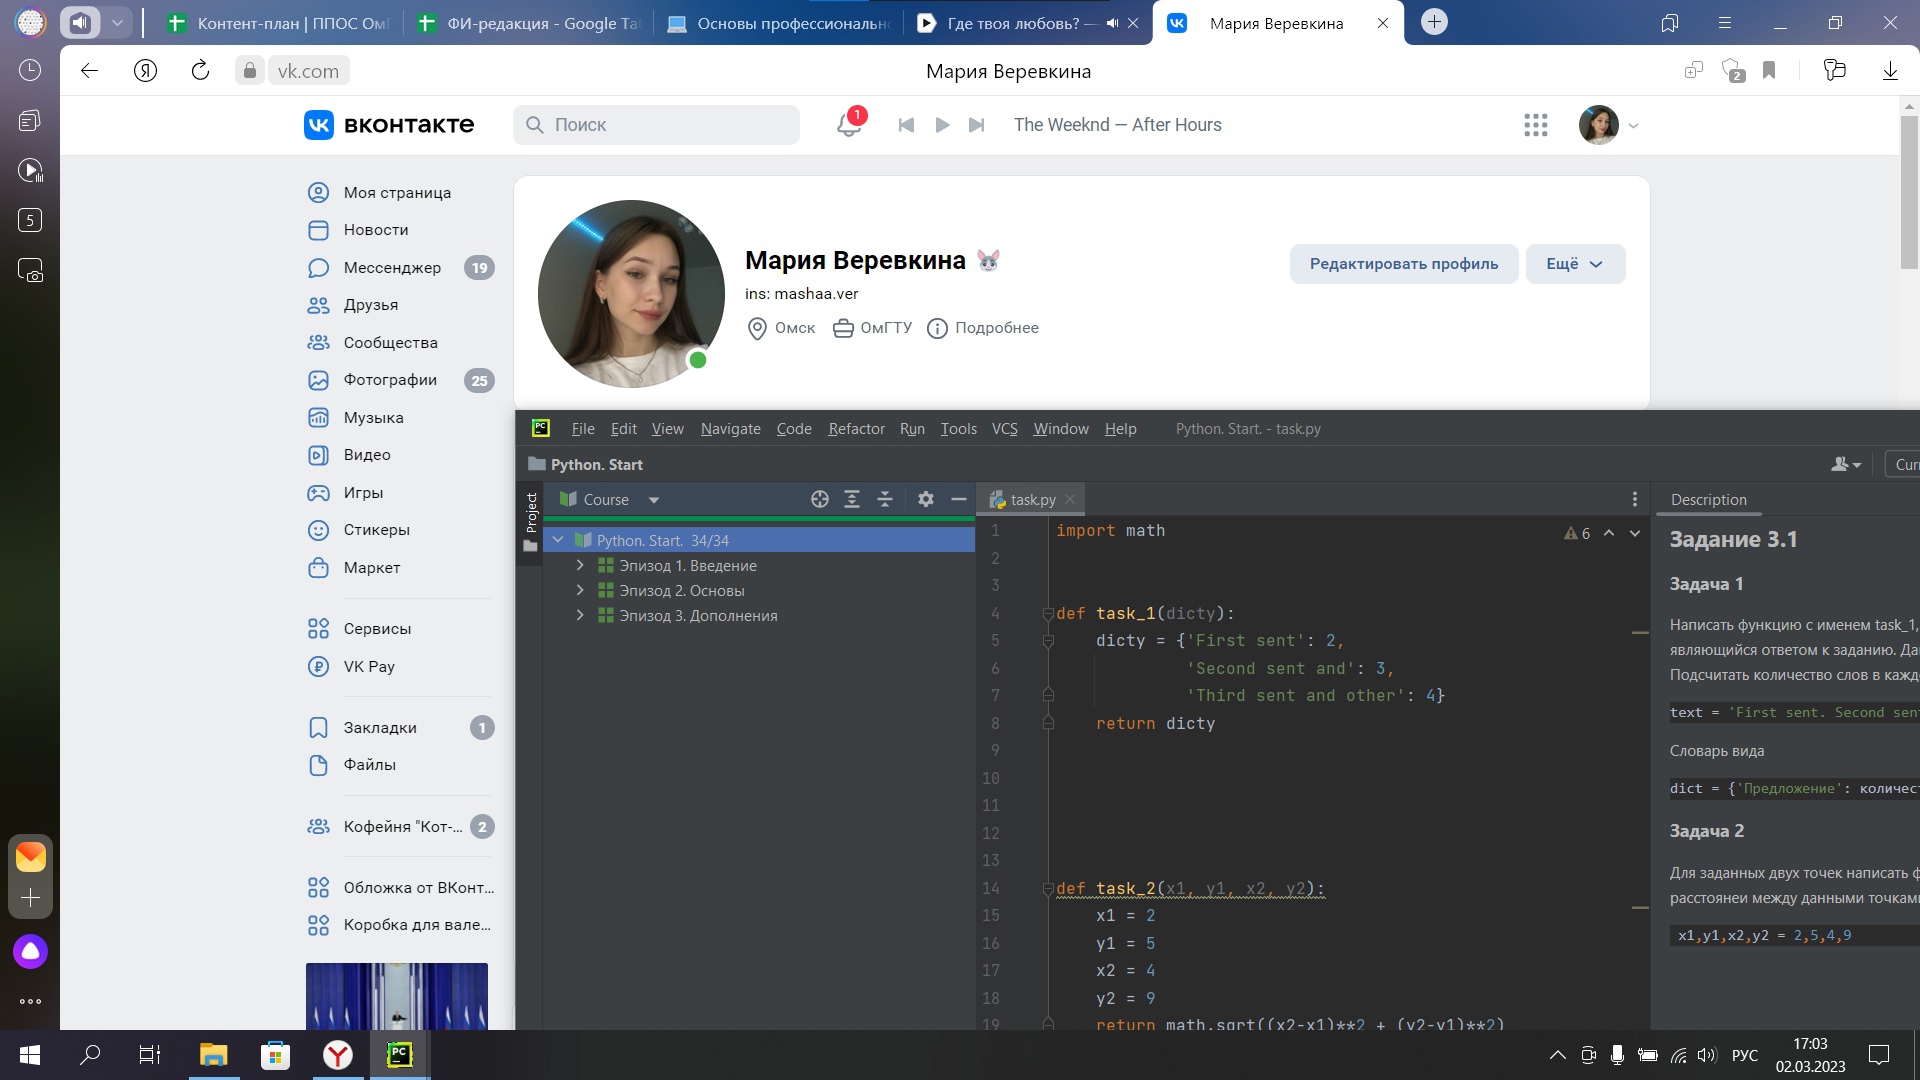 Контент-план | ППОС Ом
ФИ-редакция - Google Та
Основы профессиональн
Где твоя любовь? —
Мария Веревкина
vk.com
Мария Веревкина
2
5
вконтакте
Поиск
1
The Weeknd — After Hours
Моя страница
Новости
Мессенджер 19
Друзья
Сообщества
Фотографии 25
Музыка
Видео
Игры
Стикеры
Маркет
Сервисы
VK Pay
Закладки 1
Файлы
Кофейня "Кот-... 2
Обложка от ВКонт...
Коробка для вале...
Мария Веревкина
ins: mashaa.ver
Омск ОмГТУ Подробнее
Редактировать профиль
Ещё
File Edit View Navigate Code Refactor Run Tools VCS Window Help Python. Start. - task.py
Python. Start
Curr
Project
Course
Python. Start. 34/34
Эпизод 1. Введение
Эпизод 2. Основы
Эпизод 3. Дополнения
task.py
6
1 import math
2
3
4 def task_1(dicty):
5 dicty = {'First sent': 2,
6 'Second sent and': 3,
7 'Third sent and other': 4}
8 return dicty
9
10
11
12
13
14 def task_2(x1, y1, x2, y2):
15 x1 = 2
16 y1 = 5
17 x2 = 4
18 y2 = 9
19 return math.sqrt((x2-x1)**2 + (y2-y1)**2)
Description
Задание 3.1
Задача 1
Написать функцию с именем task_1,
являющийся ответом к заданию. Да
Подсчитать количество слов в кажд
text = 'First sent. Second sen
Словарь вида
dict = {'Предложение': количес
Задача 2
Для заданных двух точек написать ф
расстоянеи между данными точками
x1,y1,x2,y2 = 2,5,4,9
PC
РУС
17:03
02.03.2023